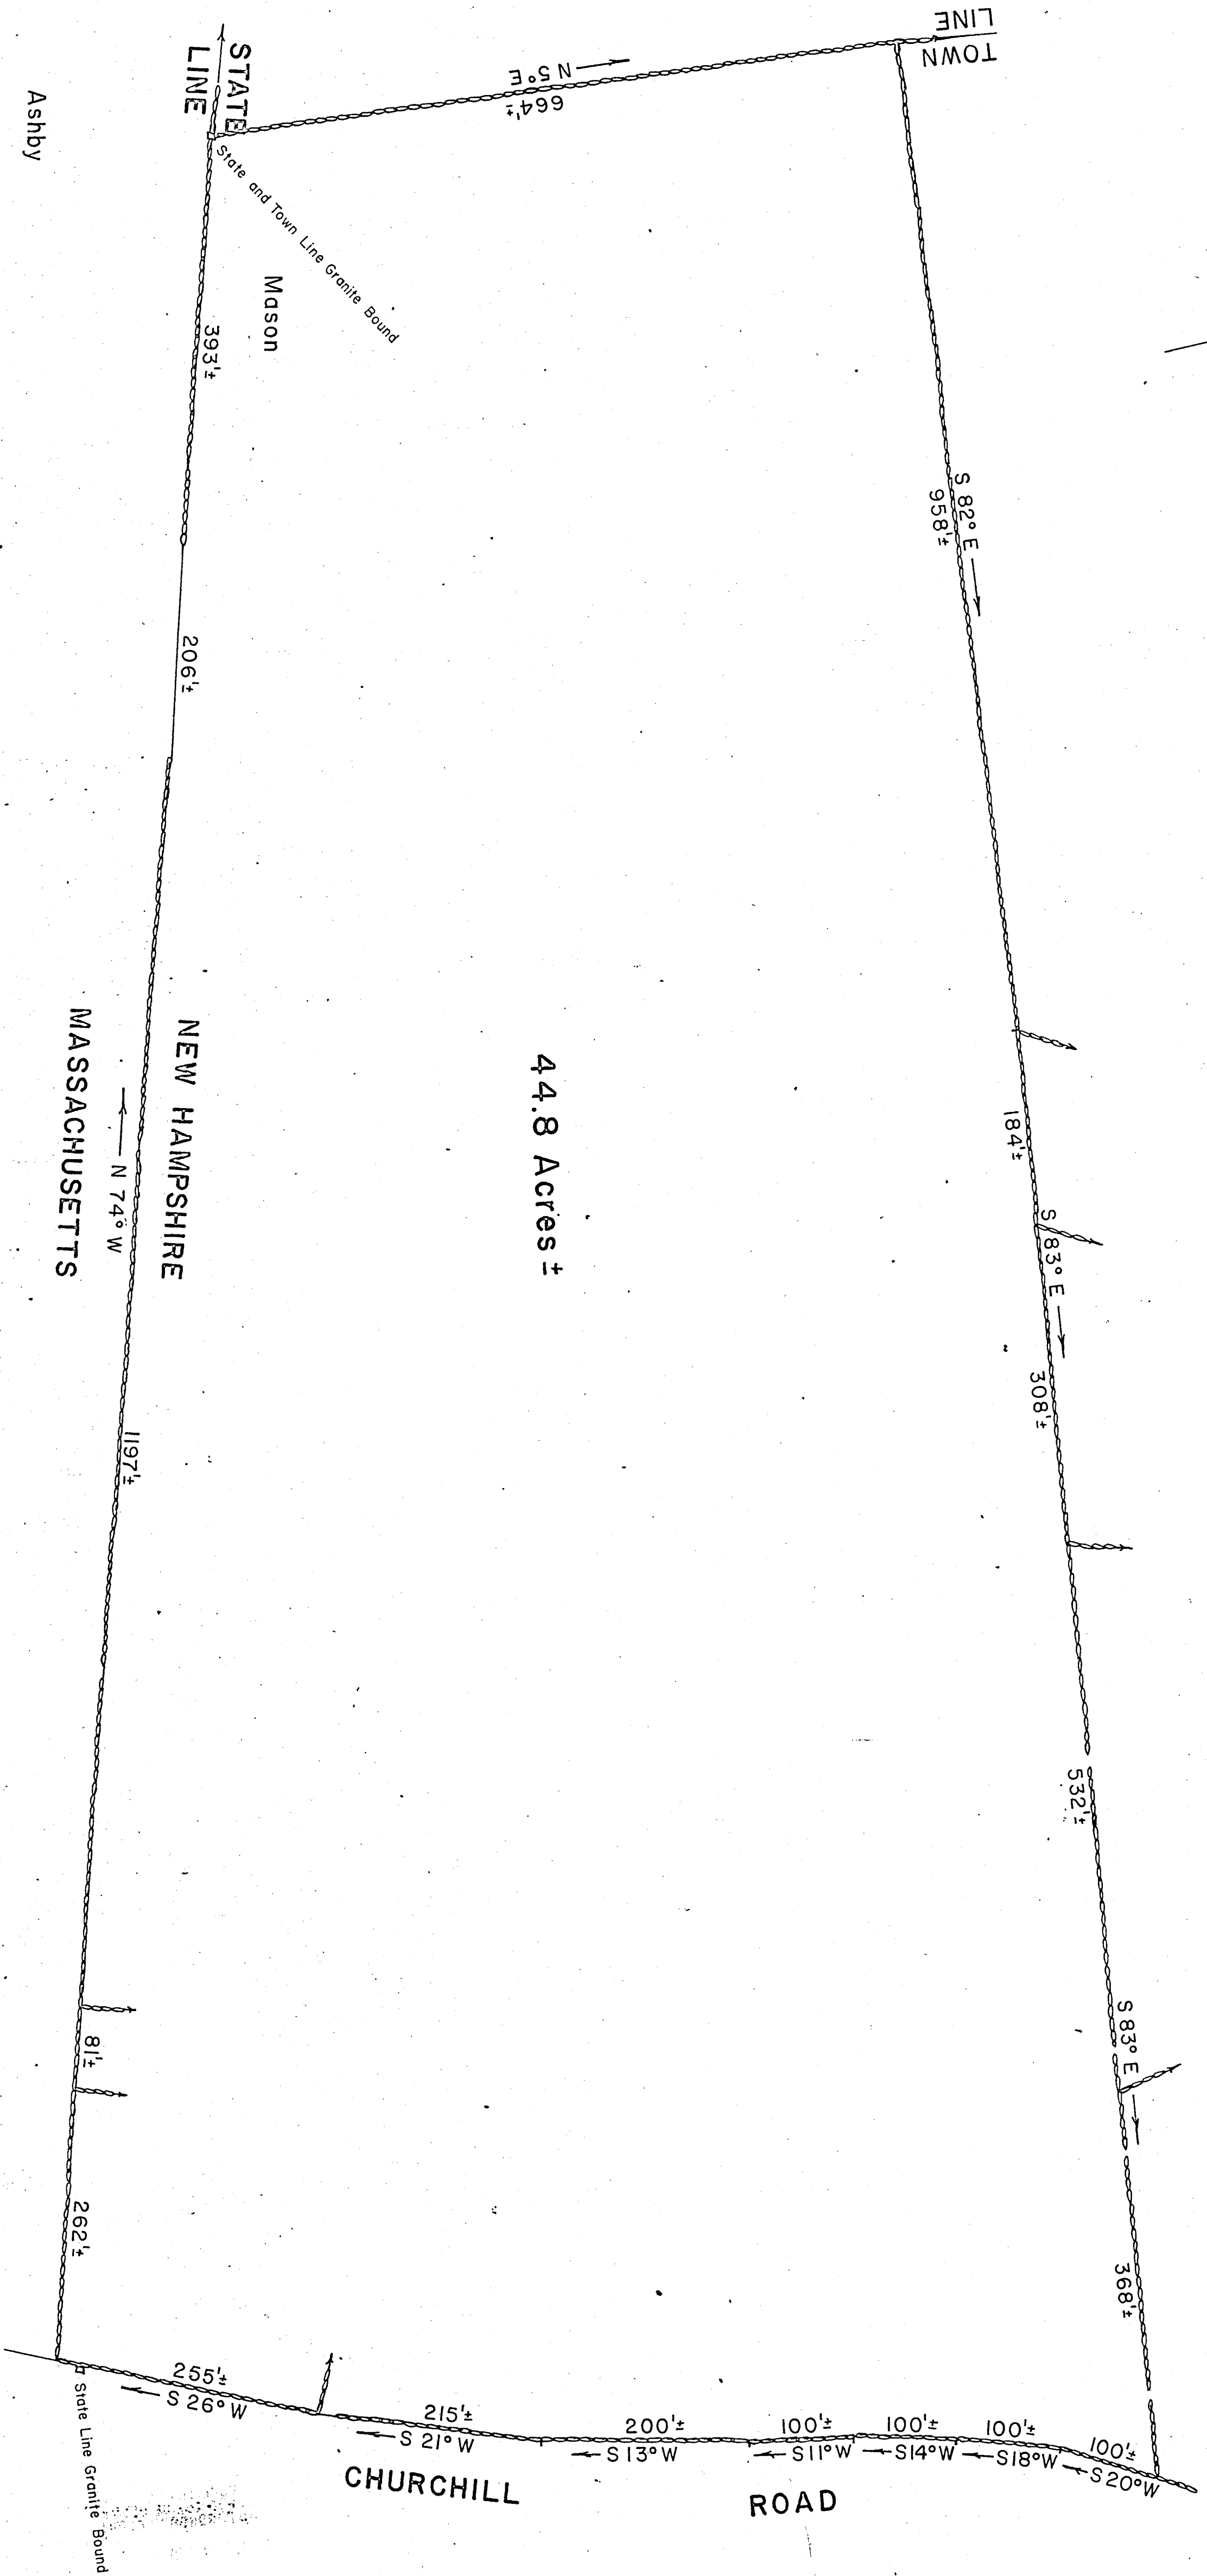 LINE
TOWN
N 5° E
664'±
STATE
LINE
Ashby
State and Town Line Granite Bound
Mason
393'±
206'±
S 82° E
958'±
184'±
S 83° E
308'±
44.8 Acres ±
NEW HAMPSHIRE
MASSACHUSETTS
N 74° W
1197'±
532'±
S 83° E
368'±
81'±
262'±
255'±
S 26° W
215'±
S 21° W
200'±
S 13° W
100'±
S 11° W
100'±
S 14° W
100'±
S 18° W
100'±
S 20° W
CHURCHILL ROAD
State Line Granite Bound